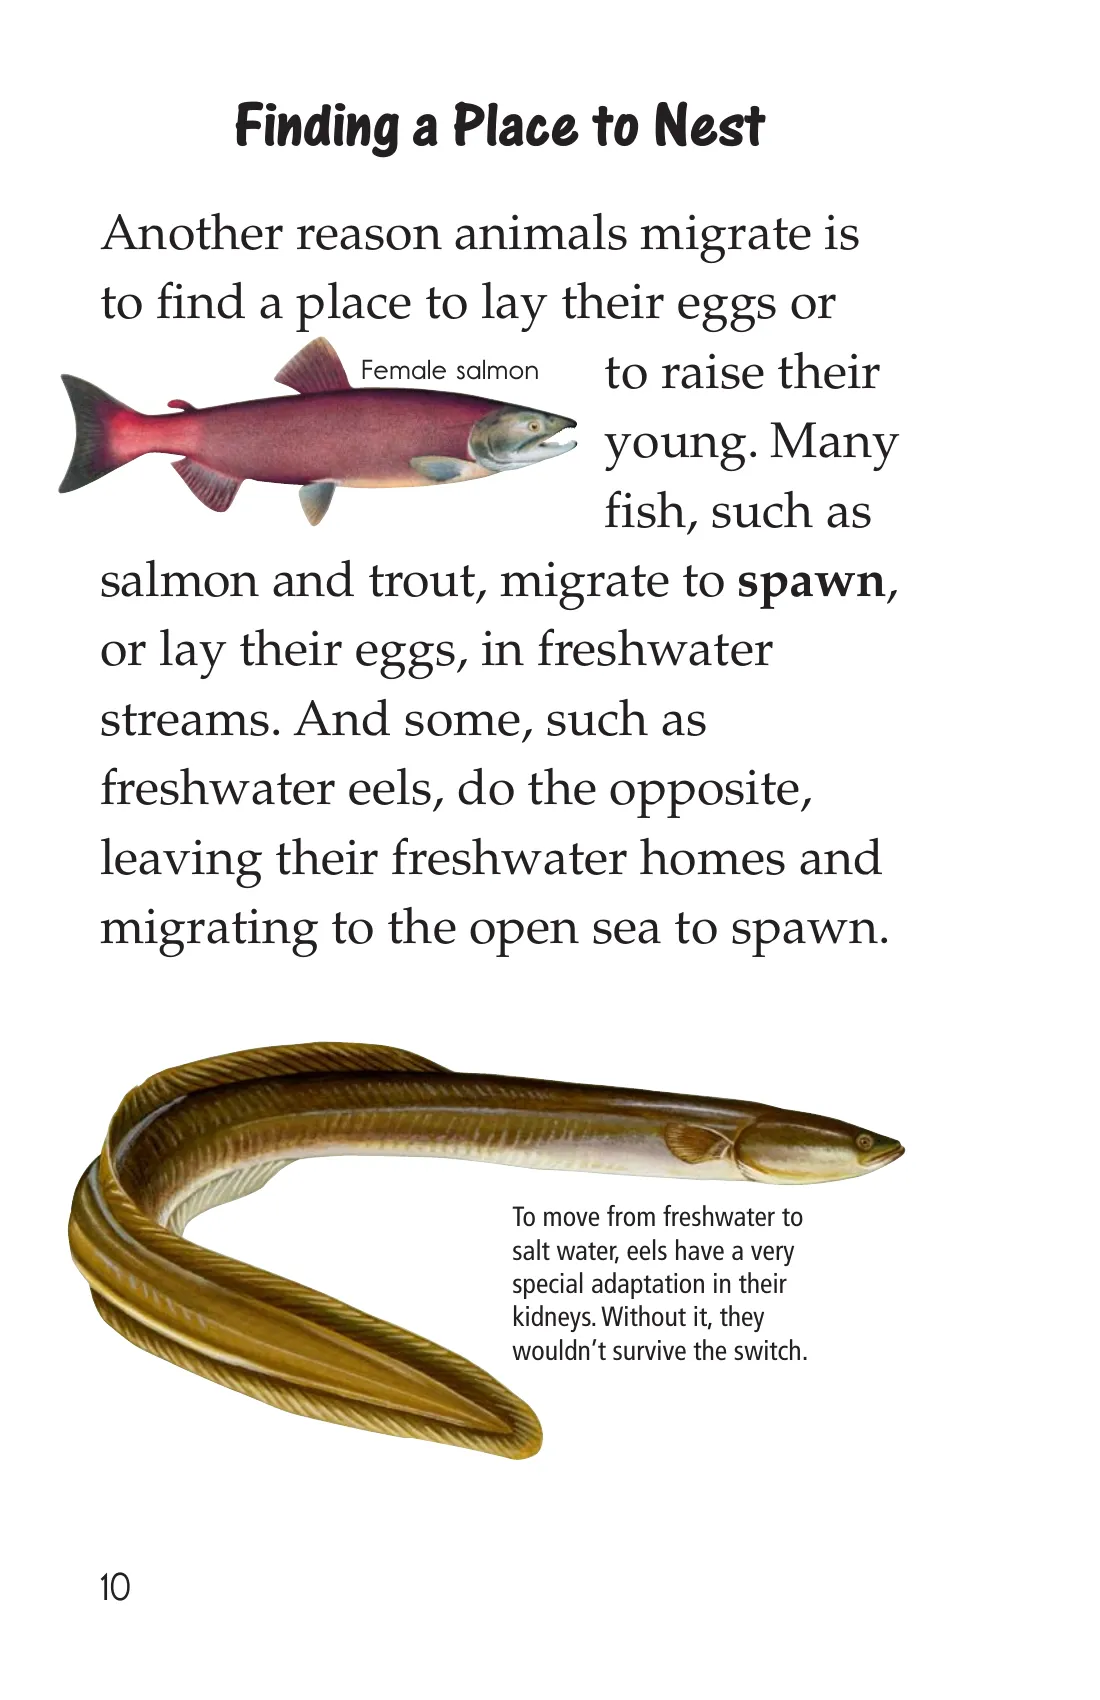 Finding a Place to Nest
Another reason animals migrate is
to find a place to lay their eggs or
Female salmon
to raise their
young. Many
fish, such as
salmon and trout, migrate to spawn,
or lay their eggs, in freshwater
streams. And some, such as
freshwater eels, do the opposite,
leaving their freshwater homes and
migrating to the open sea to spawn.
To move from freshwater to
salt water, eels have a very
special adaptation in their
kidneys. Without it, they
wouldn’t survive the switch.
10